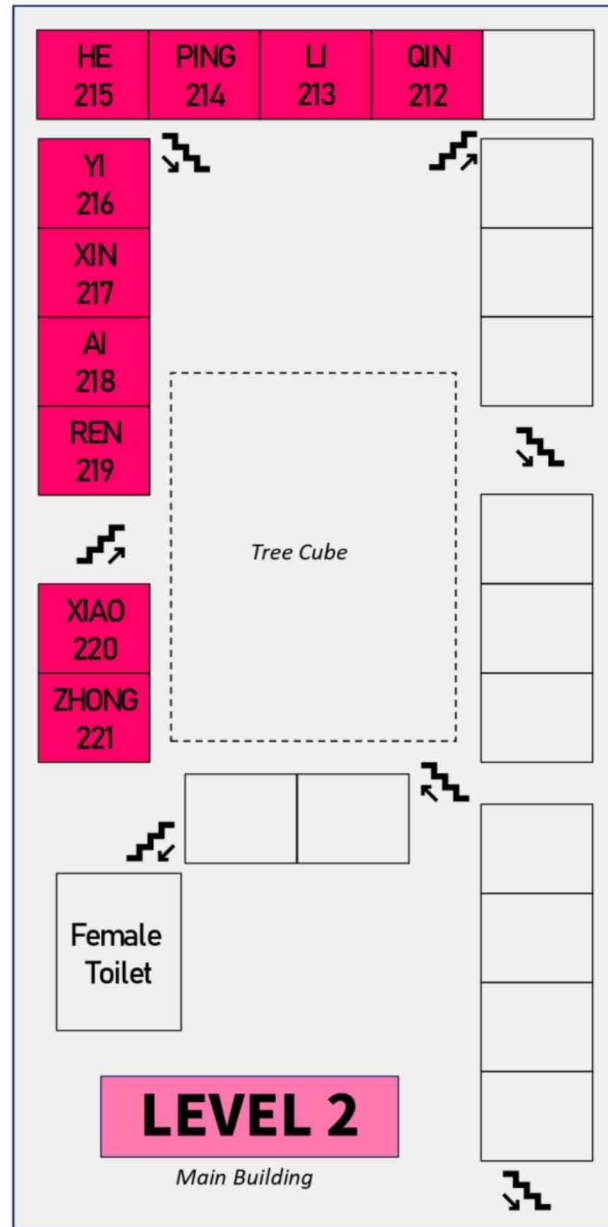 HE
215
PING
214
LI
213
QIN
212
YI
216
XIN
217
AI
218
REN
219
Tree Cube
XIAO
220
ZHONG
221
Female
Toilet
LEVEL 2
Main Building